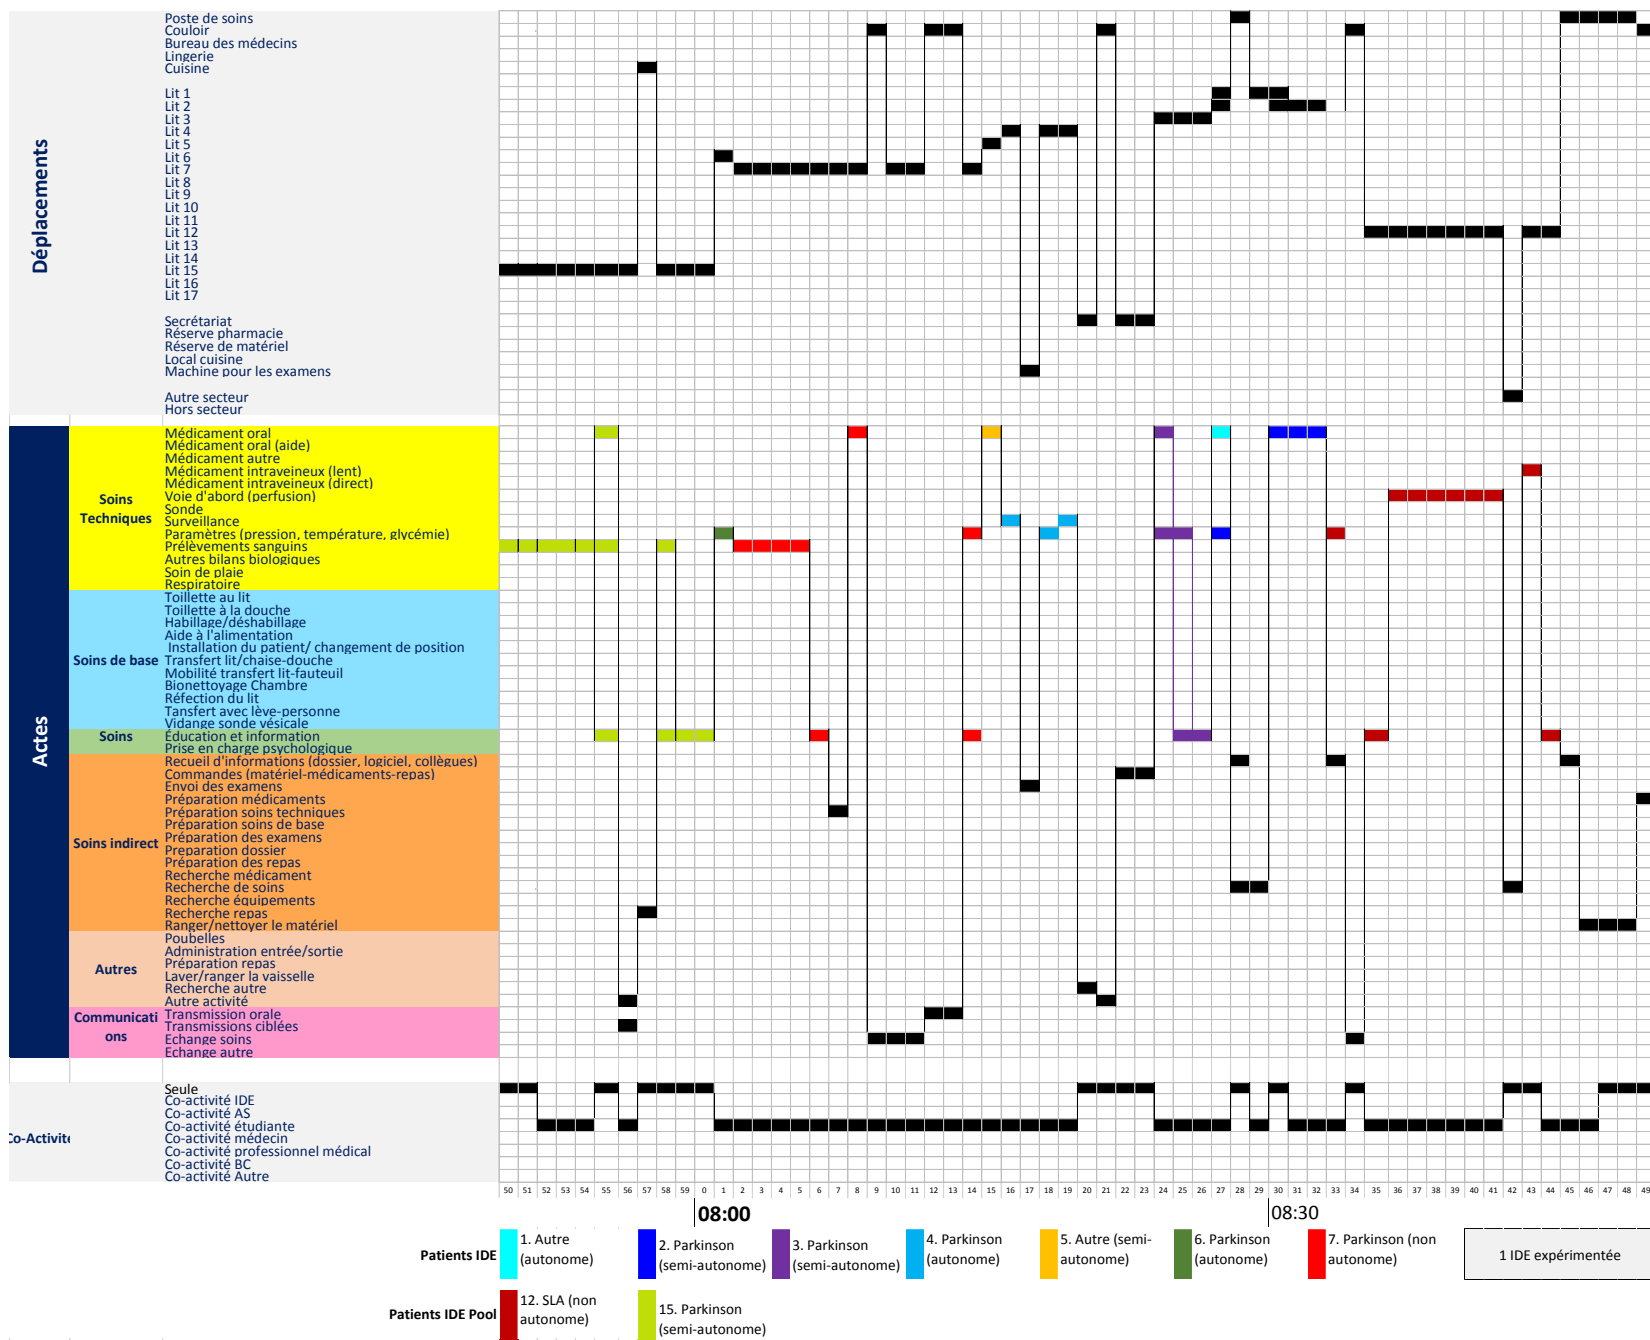 Déplacements
Poste de soins
Couloir
Bureau des médecins
Lingerie
Cuisine
Lit 1
Lit 2
Lit 3
Lit 4
Lit 5
Lit 6
Lit 7
Lit 8
Lit 9
Lit 10
Lit 11
Lit 12
Lit 13
Lit 14
Lit 15
Lit 16
Lit 17
Secrétariat
Réserve pharmacie
Réserve de matériel
Local cuisine
Machine pour les examens
Autre secteur
Hors secteur
Actes
Soins
Techniques
Médicament oral
Médicament oral (aide)
Médicament autre
Médicament intraveineux (lent)
Médicament intraveineux (direct)
Voie d'abord (perfusion)
Sonde
Surveillance
Paramètres (pression, température, glycémie)
Prélèvements sanguins
Autres bilans biologiques
Soin de plaie
Respiratoire
Soins de base
Toillette au lit
Toillette à la douche
Habillage/déshabillage
Aide à l'alimentation
Installation du patient/ changement de position
Transfert lit/chaise-douche
Mobilité transfert lit-fauteuil
Bionettoyage Chambre
Réfection du lit
Tansfert avec lève-personne
Vidange sonde vésicale
Soins
Éducation et information
Prise en charge psychologique
Soins indirect
Recueil d'informations (dossier, logiciel, collègues)
Commandes (matériel-médicaments-repas)
Envoi des examens
Préparation médicaments
Préparation soins techniques
Préparation soins de base
Préparation des examens
Preparation dossier
Préparation des repas
Recherche médicament
Recherche de soins
Recherche équipements
Recherche repas
Ranger/nettoyer le matériel
Autres
Poubelles
Administration entrée/sortie
Préparation repas
Laver/ranger la vaisselle
Recherche autre
Autre activité
Communicati
ons
Transmission orale
Transmissions ciblées
Echange soins
Echange autre
Co-Activité
Seule
Co-activité IDE
Co-activité AS
Co-activité étudiante
Co-activité médecin
Co-activité professionnel médical
Co-activité BC
Co-activité Autre
50 51 52 53 54 55 56 57 58 59 0 1 2 3 4 5 6 7 8 9 10 11 12 13 14 15 16 17 18 19 20 21 22 23 24 25 26 27 28 29 30 31 32 33 34 35 36 37 38 39 40 41 42 43 44 45 46 47 48 49
08:00 08:30
Patients IDE
1. Autre
(autonome)
2. Parkinson
(semi-autonome)
3. Parkinson
(semi-autonome)
4. Parkinson
(autonome)
5. Autre (semi-
autonome)
6. Parkinson
(autonome)
7. Parkinson (non
autonome)
1 IDE expérimentée
Patients IDE Pool
12. SLA (non
autonome)
15. Parkinson
(semi-autonome)